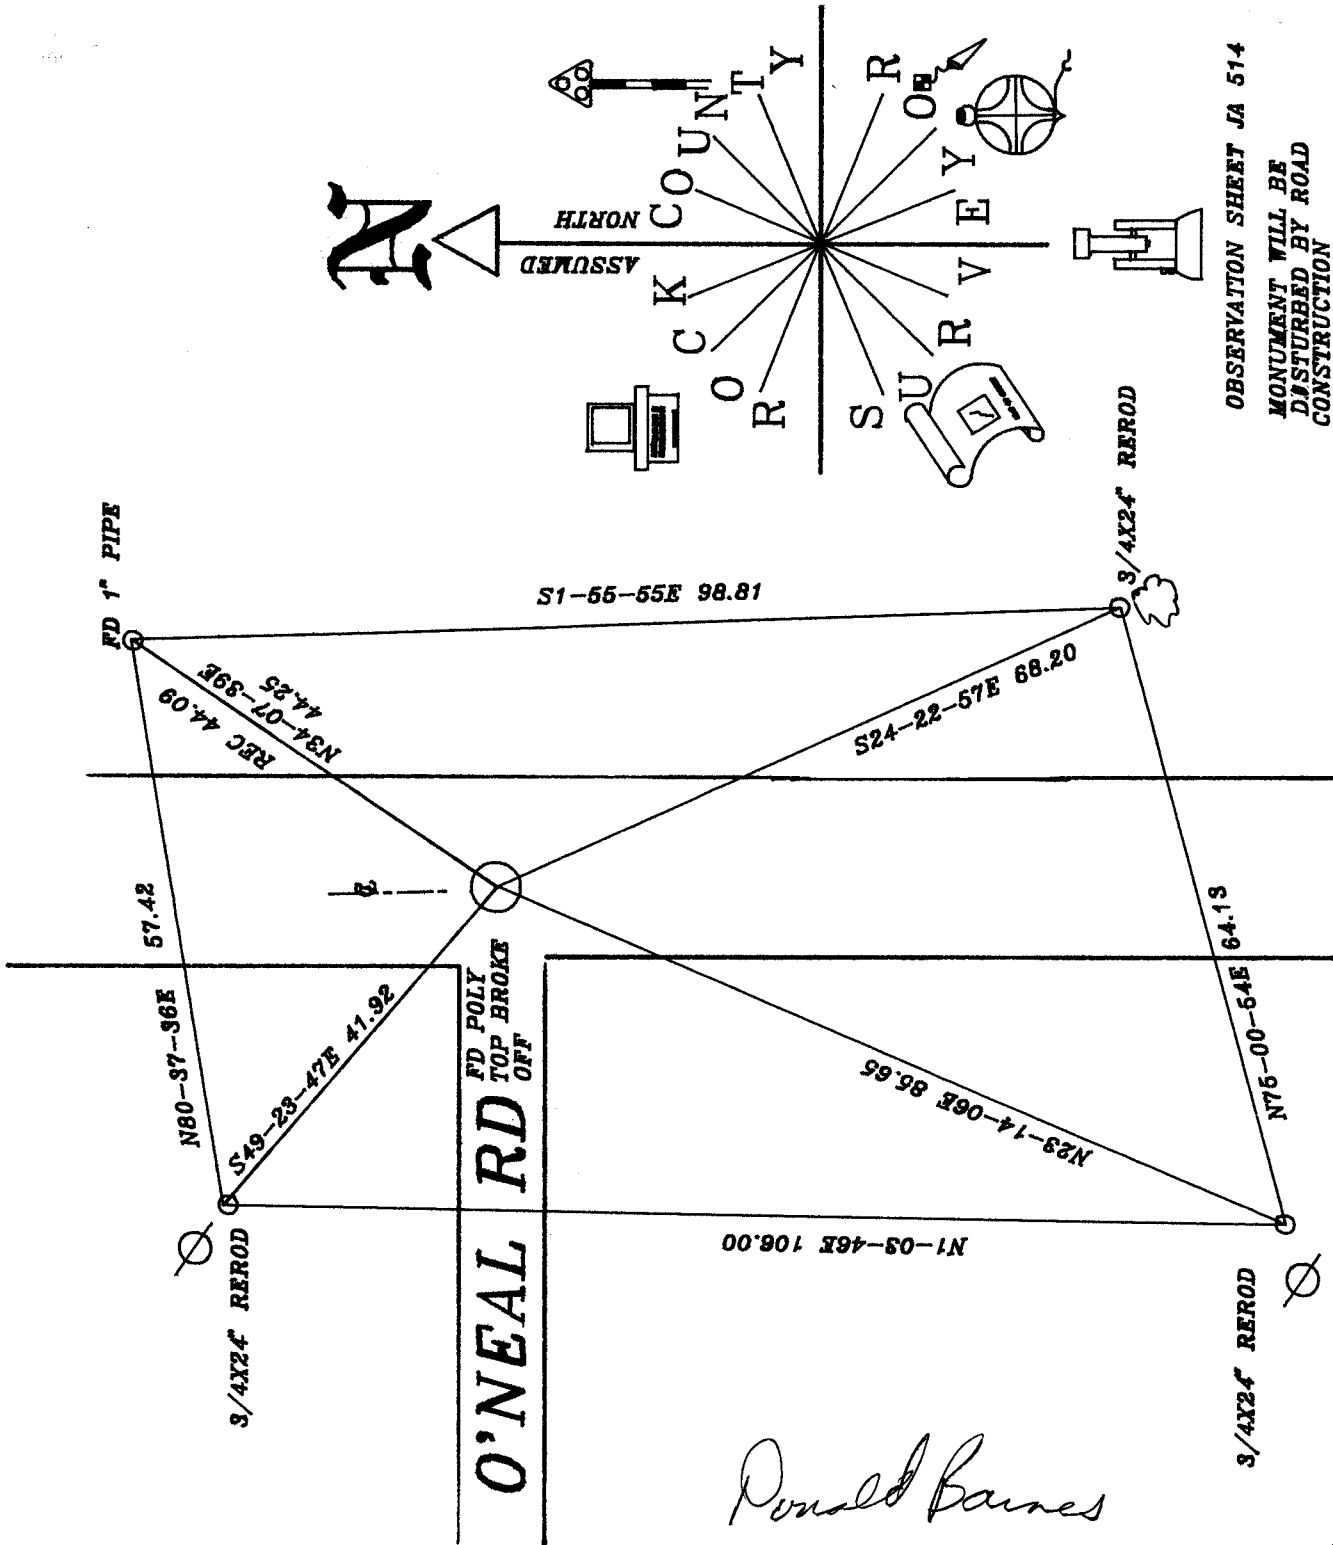 FD 1" PIPE
S1-55-55E 98.81
N34-07-39E
44.25
REC 44.09
57.42
N80-37-36E
S49-23-47E 41.92
3/4X24" REROD
FD POLY
TOP BROKE
OFF
O'NEAL RD
S24-22-57E 68.20
3/4X24" REROD
N23-14-06E 85.65
N75-00-54E 64.13
N1-03-46E 106.00
3/4X24" REROD
N
ASSUMED NORTH
ROCK COUNTY
SURVEYOR
OBSERVATION SHEET JA 514
MONUMENT WILL BE
DISTURBED BY ROAD
CONSTRUCTION
Donald Barnes